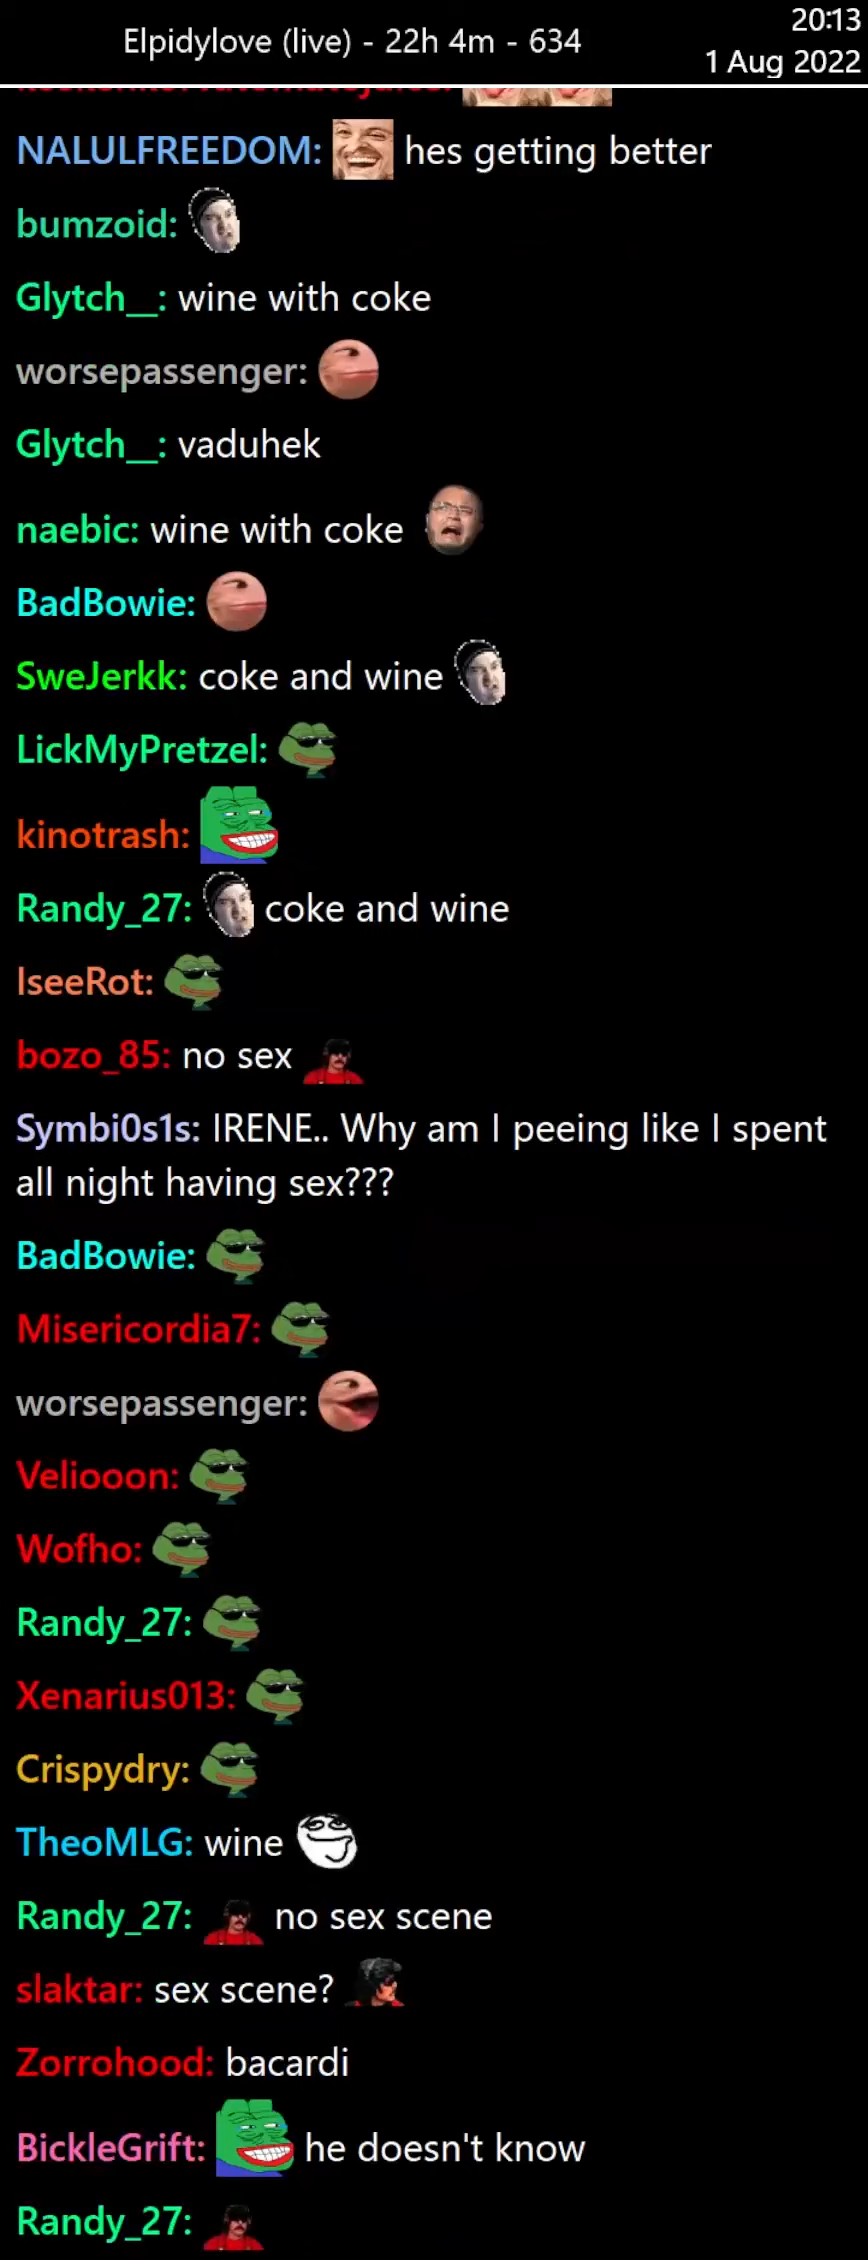 Elpidylove (live) - 22h 4m - 634
20:13
1 Aug 2022
NALULFREEDOM: hes getting better
bumzoid:
Glytch__: wine with coke
worsepassenger:
Glytch__: vaduhek
naebic: wine with coke
BadBowie:
SweJerkk: coke and wine
LickMyPretzel:
kinotrash:
Randy_27: coke and wine
IseeRot:
bozo_85: no sex
Symbi0s1s: IRENE.. Why am I peeing like I spent
all night having sex???
BadBowie:
Misericordia7:
worsepassenger:
Veliooon:
Wofho:
Randy_27:
Xenarius013:
Crispydry:
TheoMLG: wine
Randy_27: no sex scene
slaktar: sex scene?
Zorrohood: bacardi
BickleGrift: he doesn't know
Randy_27: